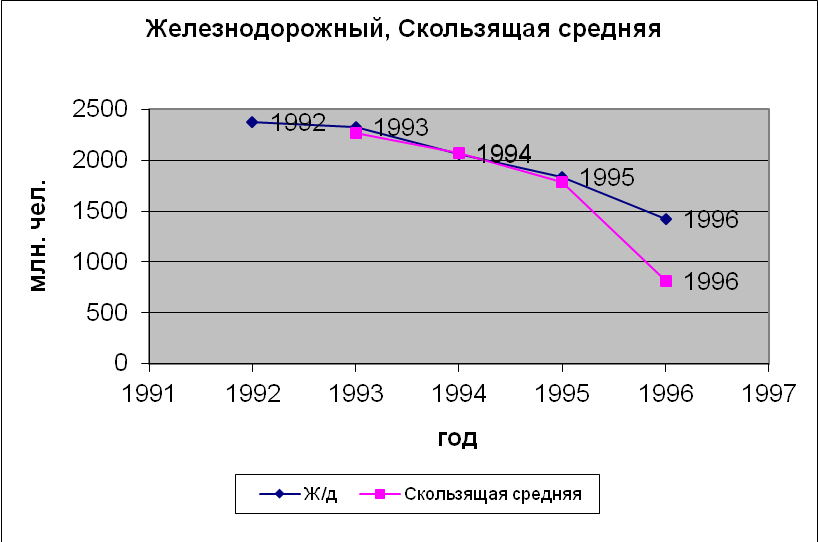 Железнодорожный, Скользящая средняя
млн. чел.
2500
2000
1500
1000
500
0
1992
1993
1994
1995
1996
1996
1991 1992 1993 1994 1995 1996 1997
год
Ж/д Скользящая средняя